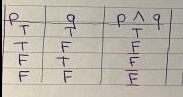 p q p ∧ q
T T T
T F F
F T F
F F F